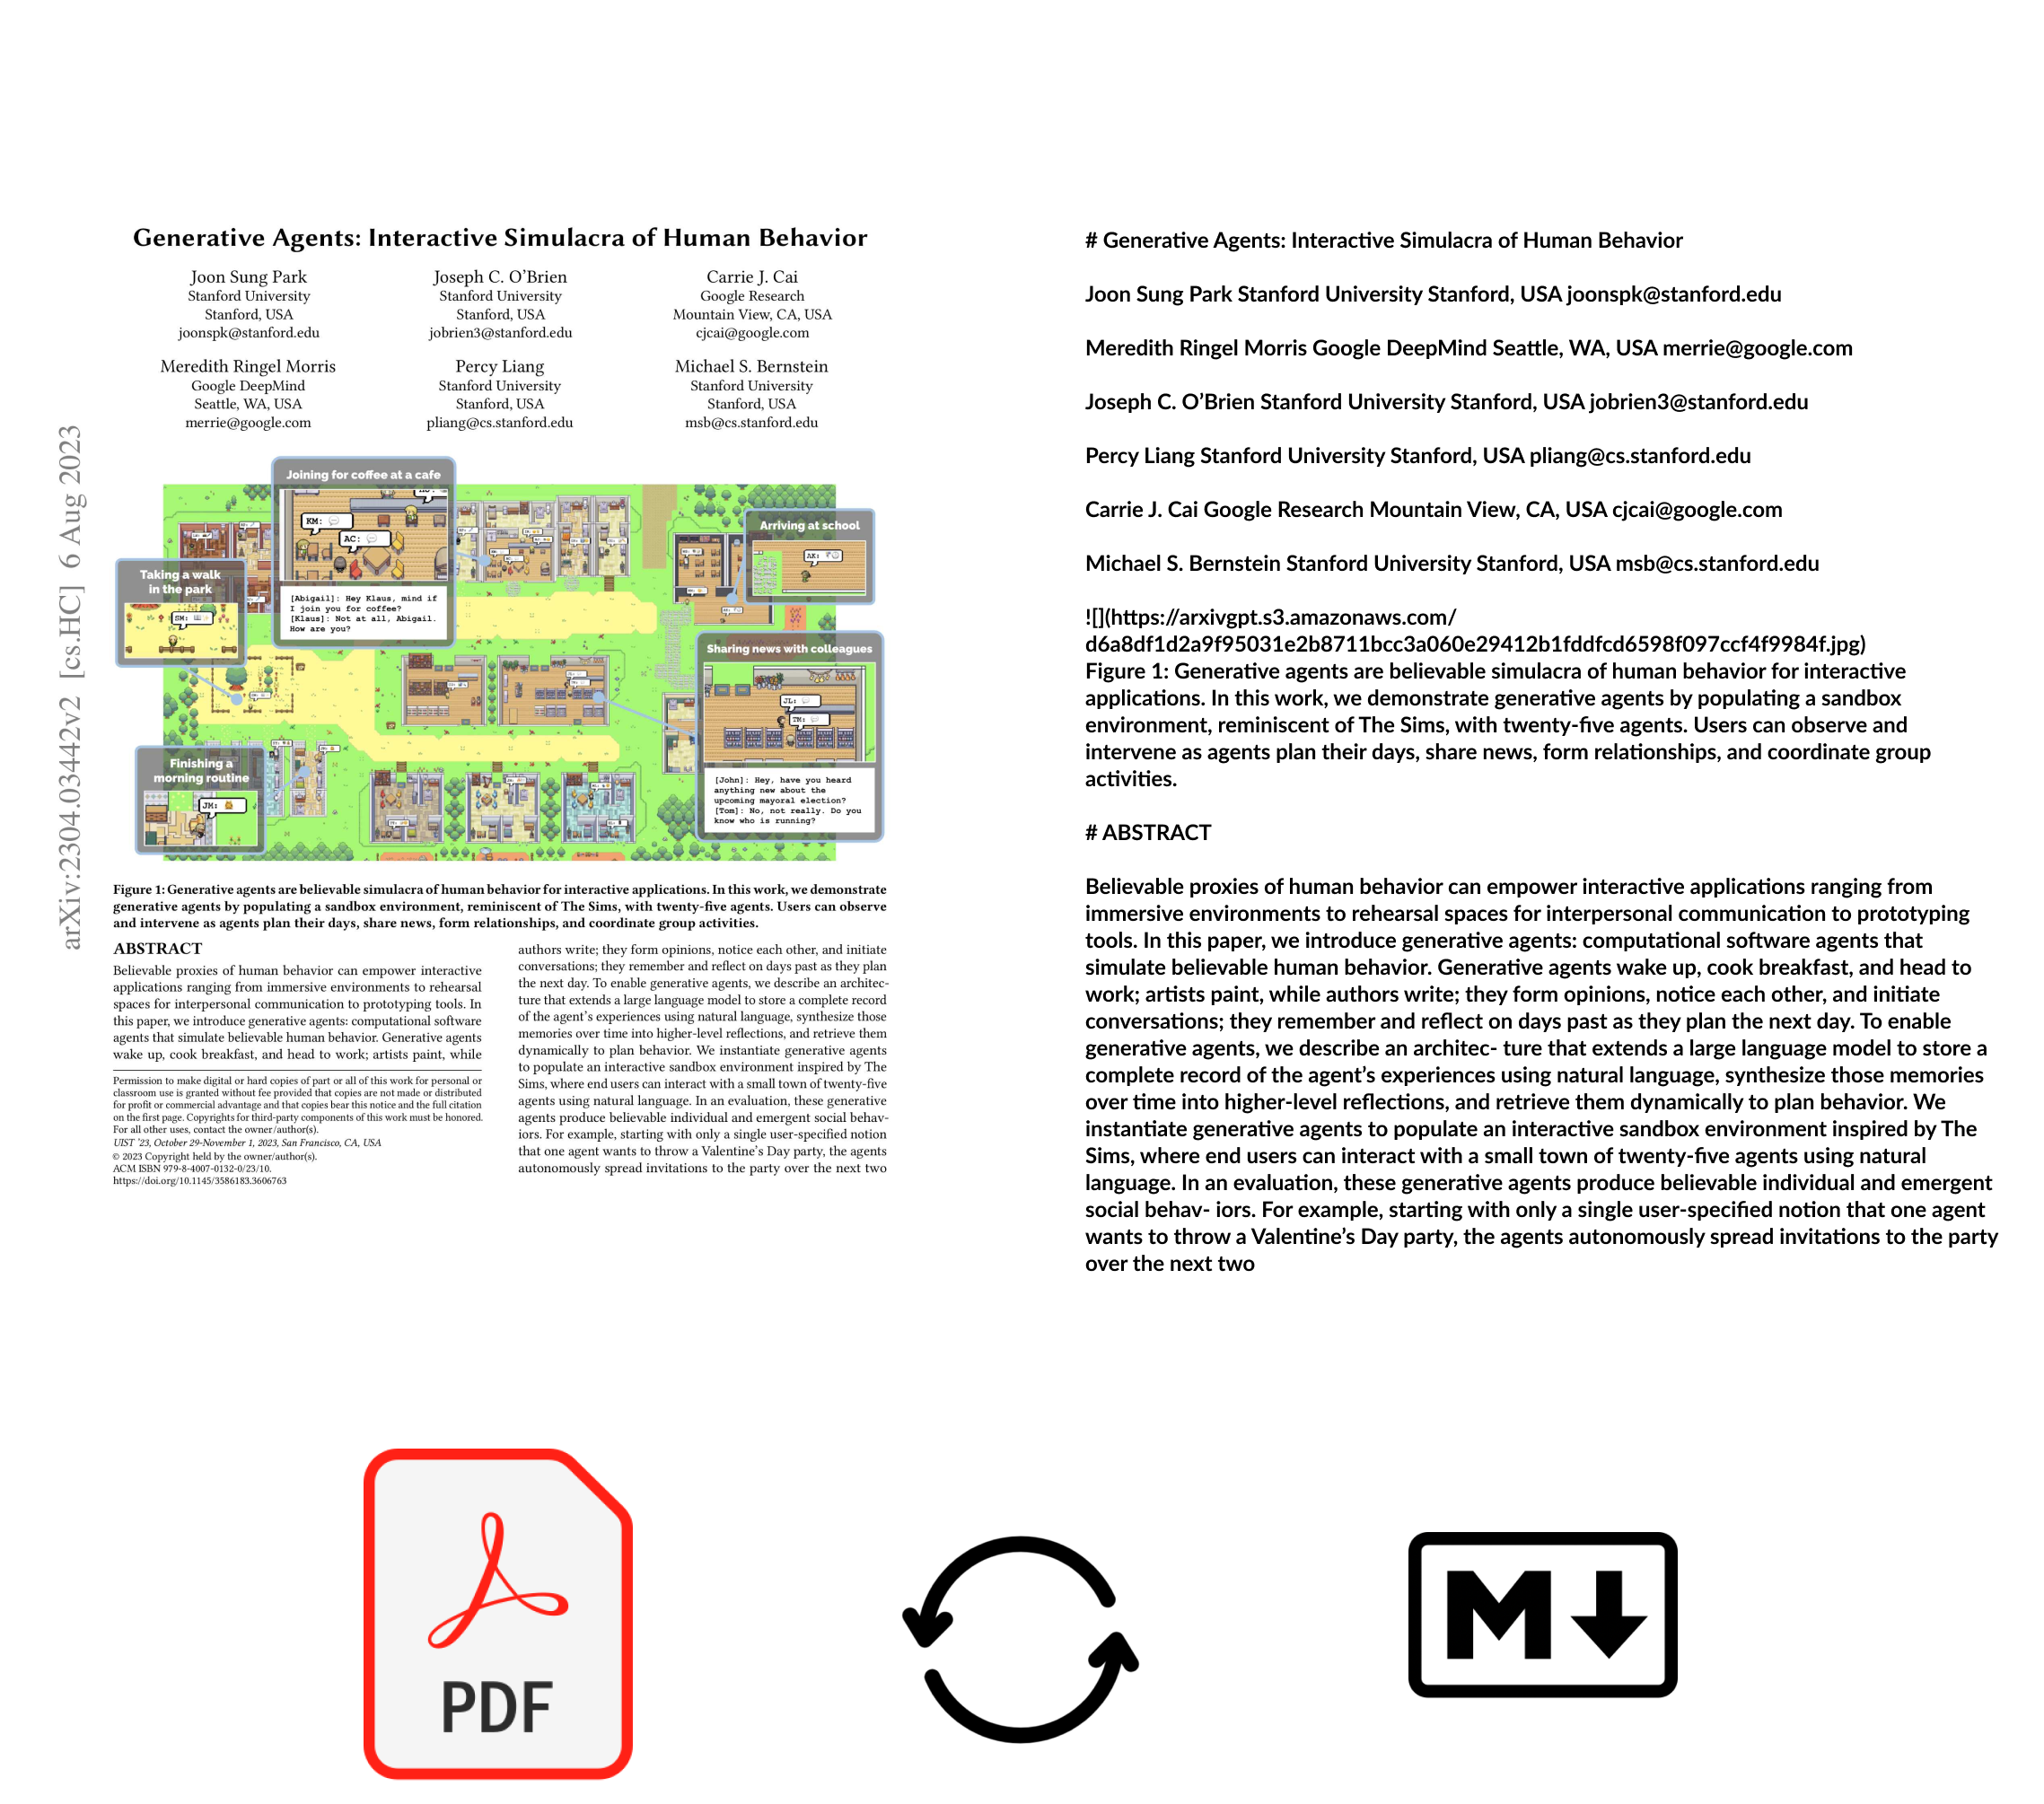 arXiv:2304.03442v2 [cs.HC] 6 Aug 2023
Generative Agents: Interactive Simulacra of Human Behavior
Joon Sung Park
Stanford University
Stanford, USA
joonspk@stanford.edu
Joseph C. O’Brien
Stanford University
Stanford, USA
jobrien3@stanford.edu
Carrie J. Cai
Google Research
Mountain View, CA, USA
cjcai@google.com
Meredith Ringel Morris
Google DeepMind
Seattle, WA, USA
merrie@google.com
Percy Liang
Stanford University
Stanford, USA
pliang@cs.stanford.edu
Michael S. Bernstein
Stanford University
Stanford, USA
msb@cs.stanford.edu
Joining for coffee at a cafe
KM:
AC:
[Abigail]: Hey Klaus, mind if
I join you for coffee?
[Klaus]: Not at all, Abigail.
How are you?
Taking a walk
in the park
SM:
Arriving at school
AK:
Sharing news with colleagues
JL:
TM:
[John]: Hey, have you heard
anything new about the
upcoming mayoral election?
[Tom]: No, not really. Do you
know who is running?
Finishing a
morning routine
JM:
Figure 1: Generative agents are believable simulacra of human behavior for interactive applications. In this work, we demonstrate
generative agents by populating a sandbox environment, reminiscent of The Sims, with twenty-five agents. Users can observe
and intervene as agents plan their days, share news, form relationships, and coordinate group activities.
ABSTRACT
Believable proxies of human behavior can empower interactive
applications ranging from immersive environments to rehearsal
spaces for interpersonal communication to prototyping tools. In
this paper, we introduce generative agents: computational software
agents that simulate believable human behavior. Generative agents
wake up, cook breakfast, and head to work; artists paint, while
Permission to make digital or hard copies of part or all of this work for personal or
classroom use is granted without fee provided that copies are not made or distributed
for profit or commercial advantage and that copies bear this notice and the full citation
on the first page. Copyrights for third-party components of this work must be honored.
For all other uses, contact the owner/author(s).
UIST ’23, October 29-November 1, 2023, San Francisco, CA, USA
© 2023 Copyright held by the owner/author(s).
ACM ISBN 979-8-4007-0132-0/23/10.
https://doi.org/10.1145/3586183.3606763
authors write; they form opinions, notice each other, and initiate
conversations; they remember and reflect on days past as they plan
the next day. To enable generative agents, we describe an architec-
ture that extends a large language model to store a complete record
of the agent’s experiences using natural language, synthesize those
memories over time into higher-level reflections, and retrieve them
dynamically to plan behavior. We instantiate generative agents
to populate an interactive sandbox environment inspired by The
Sims, where end users can interact with a small town of twenty-five
agents using natural language. In an evaluation, these generative
agents produce believable individual and emergent social behav-
iors. For example, starting with only a single user-specified notion
that one agent wants to throw a Valentine’s Day party, the agents
autonomously spread invitations to the party over the next two
# Generative Agents: Interactive Simulacra of Human Behavior
Joon Sung Park Stanford University Stanford, USA joonspk@stanford.edu
Meredith Ringel Morris Google DeepMind Seattle, WA, USA merrie@google.com
Joseph C. O’Brien Stanford University Stanford, USA jobrien3@stanford.edu
Percy Liang Stanford University Stanford, USA pliang@cs.stanford.edu
Carrie J. Cai Google Research Mountain View, CA, USA cjcai@google.com
Michael S. Bernstein Stanford University Stanford, USA msb@cs.stanford.edu
![](https://arxivgpt.s3.amazonaws.com/
d6a8df1d2a9f95031e2b8711bcc3a060e29412b1fddfcd6598f097ccf4f9984f.jpg)
Figure 1: Generative agents are believable simulacra of human behavior for interactive
applications. In this work, we demonstrate generative agents by populating a sandbox
environment, reminiscent of The Sims, with twenty-five agents. Users can observe and
intervene as agents plan their days, share news, form relationships, and coordinate group
activities.
# ABSTRACT
Believable proxies of human behavior can empower interactive applications ranging from
immersive environments to rehearsal spaces for interpersonal communication to prototyping
tools. In this paper, we introduce generative agents: computational software agents that
simulate believable human behavior. Generative agents wake up, cook breakfast, and head to
work; artists paint, while authors write; they form opinions, notice each other, and initiate
conversations; they remember and reflect on days past as they plan the next day. To enable
generative agents, we describe an architec- ture that extends a large language model to store a
complete record of the agent’s experiences using natural language, synthesize those memories
over time into higher-level reflections, and retrieve them dynamically to plan behavior. We
instantiate generative agents to populate an interactive sandbox environment inspired by The
Sims, where end users can interact with a small town of twenty-five agents using natural
language. In an evaluation, these generative agents produce believable individual and emergent
social behav- iors. For example, starting with only a single user-specified notion that one agent
wants to throw a Valentine’s Day party, the agents autonomously spread invitations to the party
over the next two
PDF
M